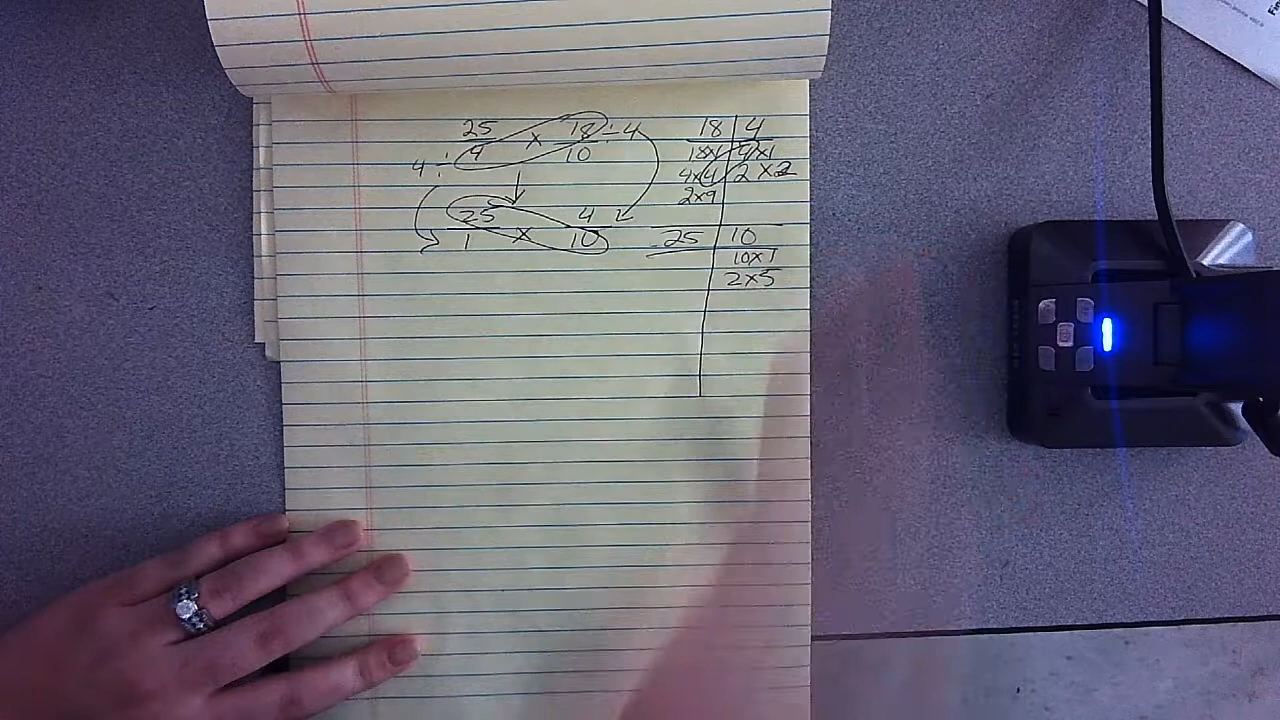 25 x 18 ÷ 4
4 ÷ 9 10
25 x 4
1 10
18 4
18x1 4x1
4x4 2x2
2x9
25 10
10x1
2x5